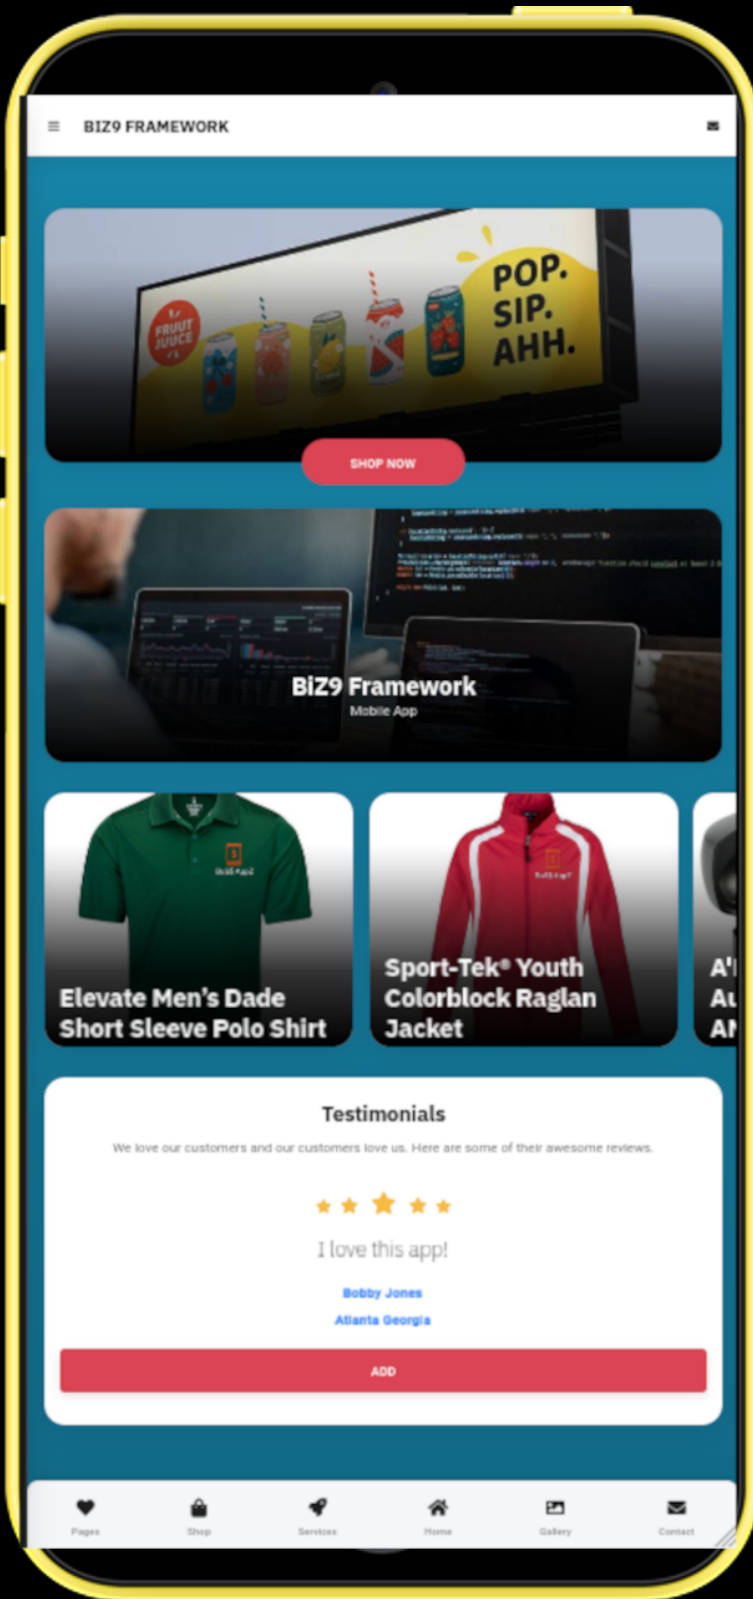 BIZ9 FRAMEWORK
FRUUT
JUUCE
POP.
SIP.
AHH.
SHOP NOW
BiZ9 Framework
Mobile App
Elevate Men's Dade
Short Sleeve Polo Shirt
Sport-Tek® Youth
Colorblock Raglan
Jacket
A'
Au
AN
Testimonials
We love our customers and our customers love us. Here are some of their awesome reviews.
I love this app!
Bobby Jones
Atlanta Georgia
ADD
Pages
Shop
Services
Home
Gallery
Contact